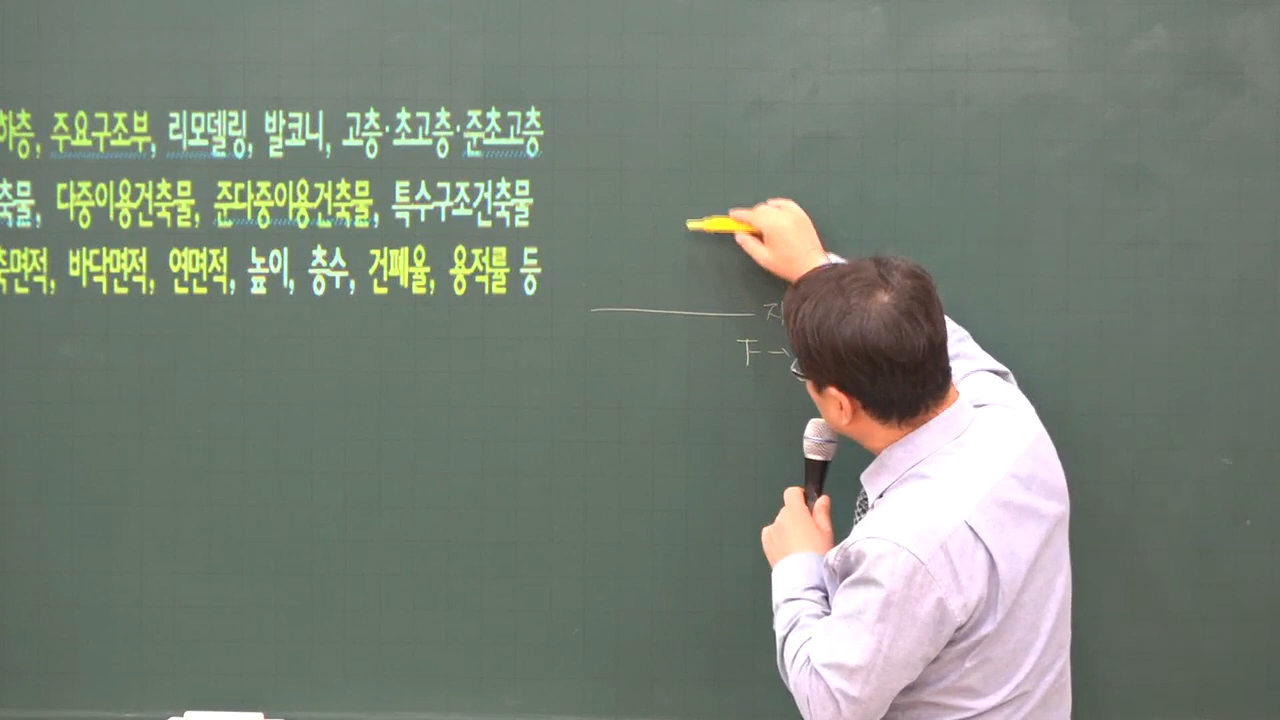 하층, 주요구조부, 리모델링, 발코니, 고층·초고층·준초고층
축물, 다중이용건축물, 준다중이용건축물, 특수구조건축물
축면적, 바닥면적, 연면적, 높이, 층수, 건폐율, 용적률 등
下→